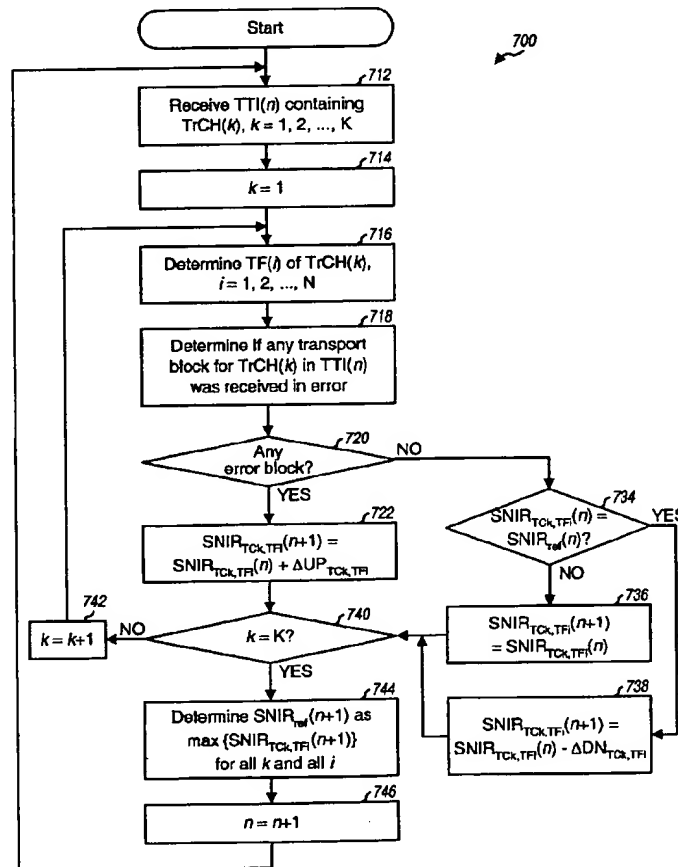 Start
700
712
Receive TTI(n) containing
TrCH(k), k = 1, 2, ..., K
714
k = 1
716
Determine TF(i) of TrCH(k),
i = 1, 2, ..., N
718
Determine If any transport
block for TrCH(k) in TTI(n)
was received in error
720
Any
error block?
NO
YES
734
SNIR_TCk,TFi(n) =
SNIR_ref(n)?
YES
NO
722
SNIR_TCk,TFi(n+1) =
SNIR_TCk,TFi(n) + ΔUP_TCk,TFi
736
SNIR_TCk,TFi(n+1)
= SNIR_TCk,TFi(n)
742
k = k+1
NO
740
k = K?
YES
738
SNIR_TCk,TFi(n+1) =
SNIR_TCk,TFi(n) - ΔDN_TCk,TFi
744
Determine SNIR_ref(n+1) as
max {SNIR_TCk,TFi(n+1)}
for all k and all i
746
n = n+1